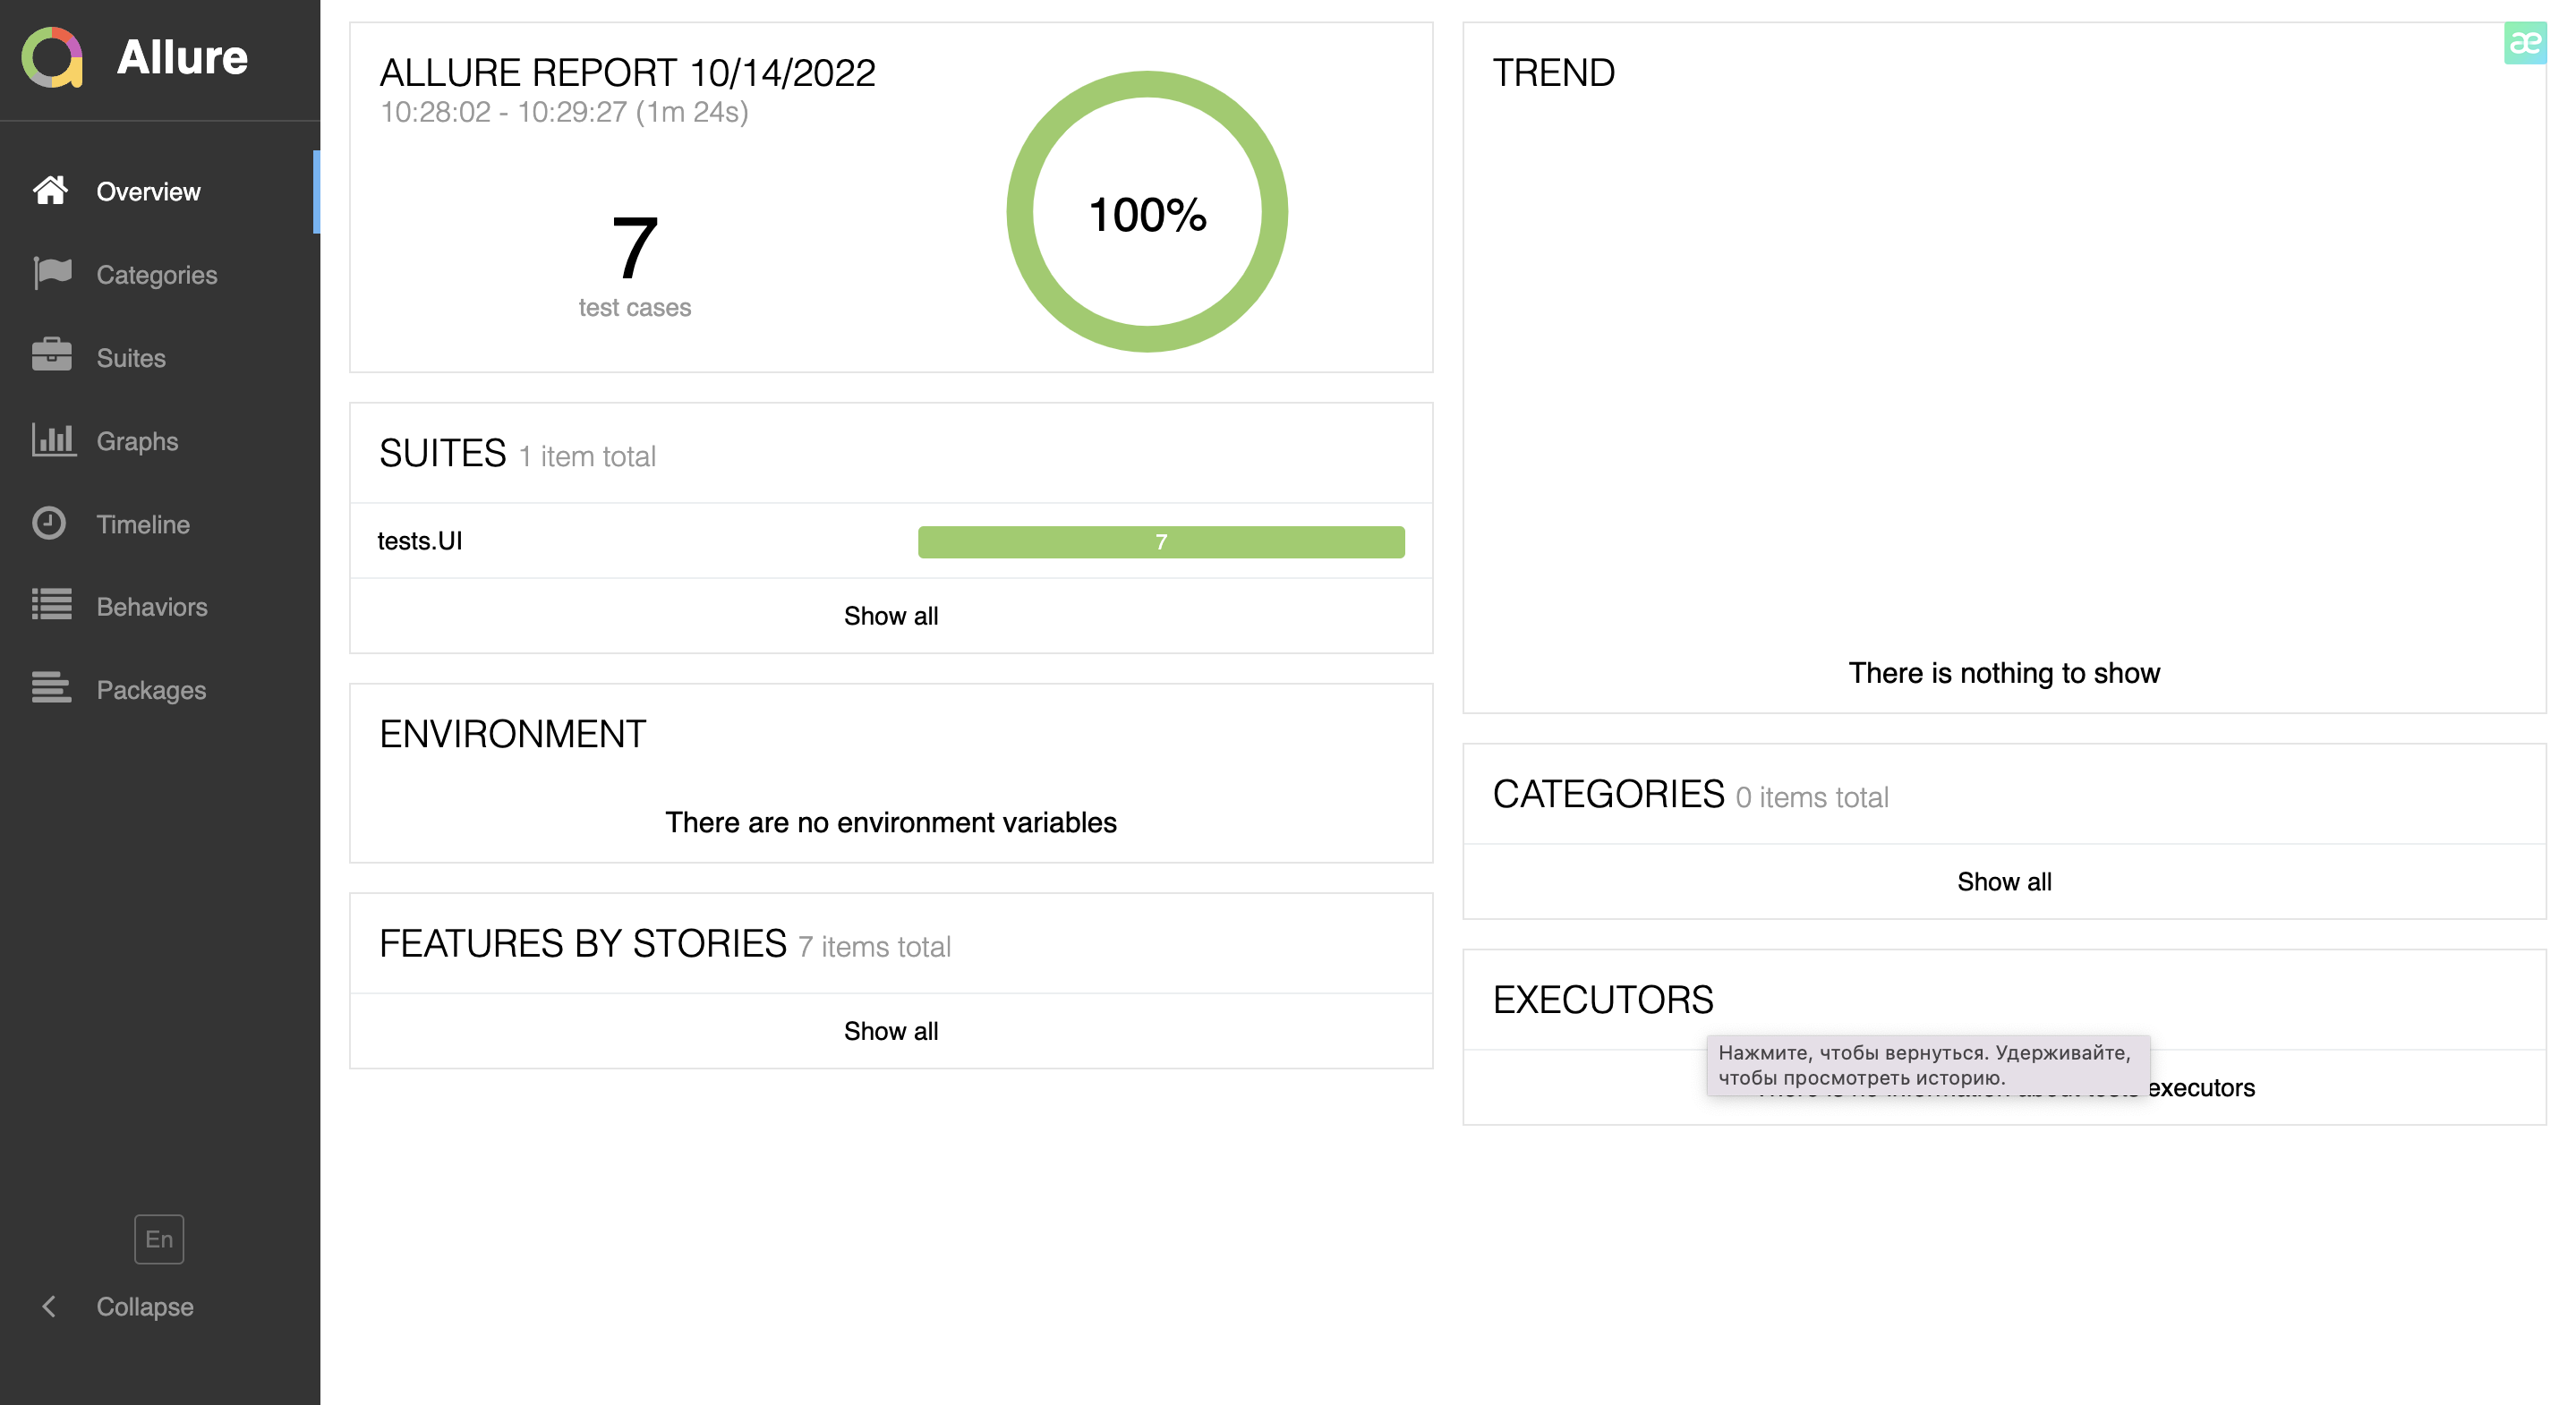 Allure
Overview
Categories
Suites
Graphs
Timeline
Behaviors
Packages
En
Collapse
ALLURE REPORT 10/14/2022
10:28:02 - 10:29:27 (1m 24s)
7
test cases
100%
SUITES 1 item total
tests.UI 7
Show all
ENVIRONMENT
There are no environment variables
FEATURES BY STORIES 7 items total
Show all
TREND
æ
There is nothing to show
CATEGORIES 0 items total
Show all
EXECUTORS
Нажмите, чтобы вернуться. Удерживайте,
чтобы просмотреть историю.
executors